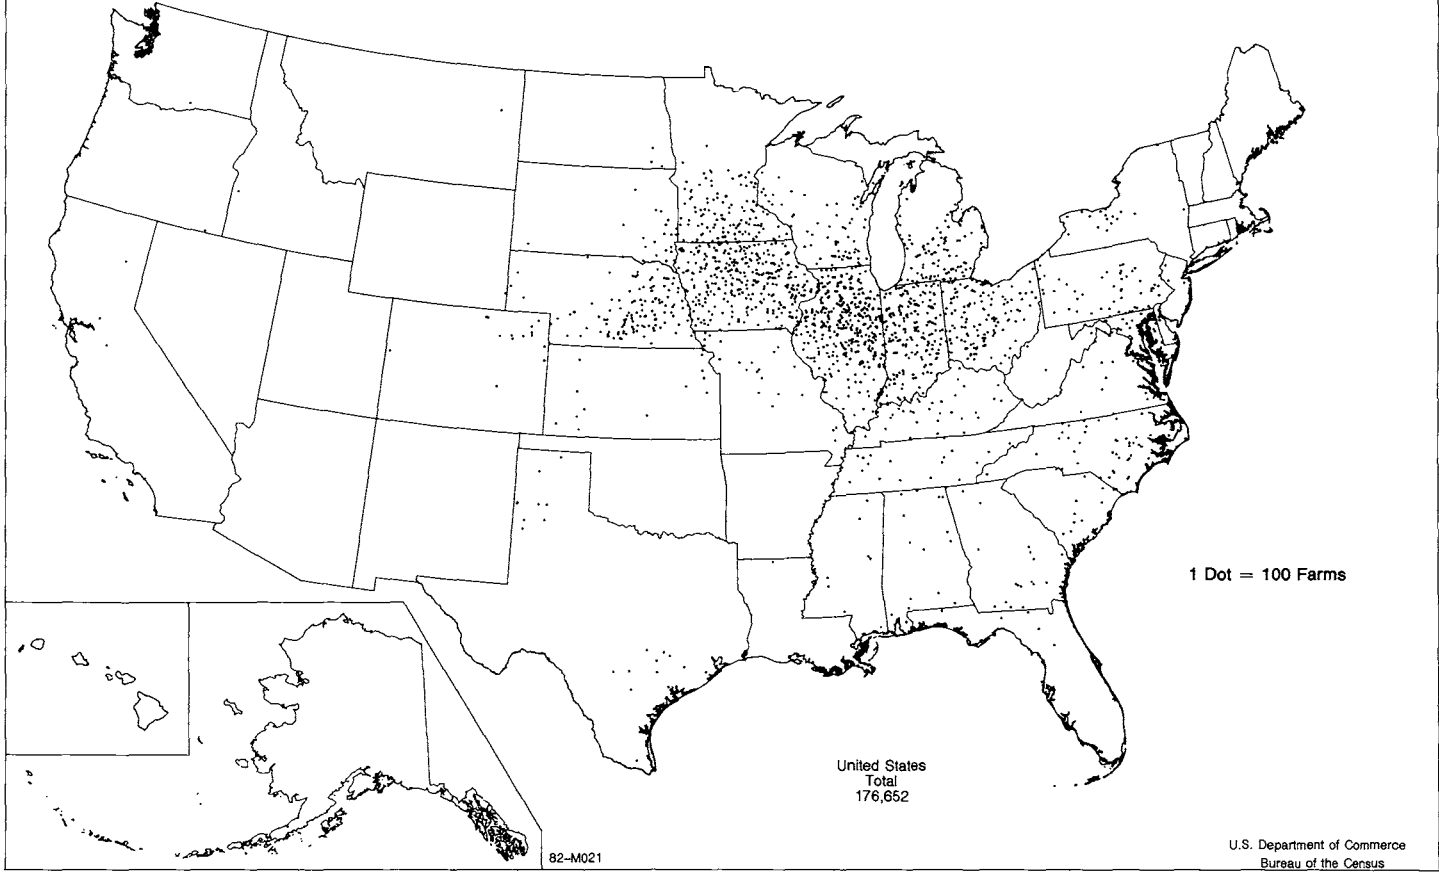 1 Dot = 100 Farms
United States
Total
176,652
82-M021
U.S. Department of Commerce
Bureau of the Census